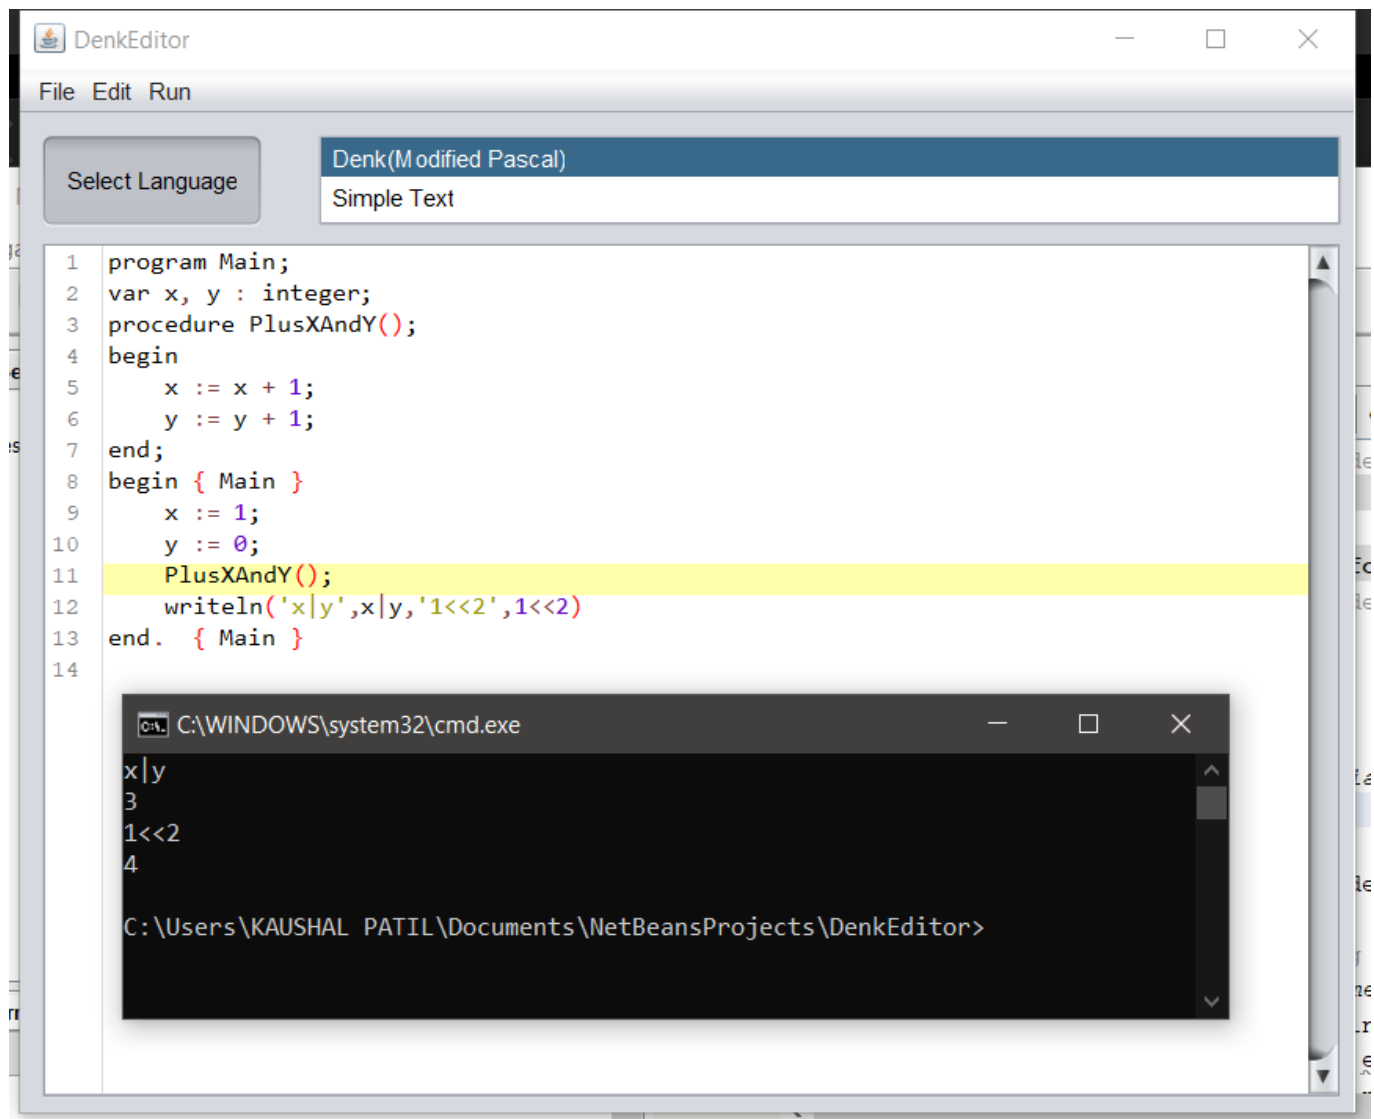 DenkEditor
File Edit Run
Select Language
Denk(Modified Pascal)
Simple Text
1 program Main;
2 var x, y : integer;
3 procedure PlusXAndY();
4 begin
5     x := x + 1;
6     y := y + 1;
7 end;
8 begin { Main }
9     x := 1;
10     y := 0;
11     PlusXAndY();
12     writeln('x|y',x|y,'1<<2',1<<2)
13 end.  { Main }
14
C:\WINDOWS\system32\cmd.exe
x|y
3
1<<2
4
C:\Users\KAUSHAL PATIL\Documents\NetBeansProjects\DenkEditor>